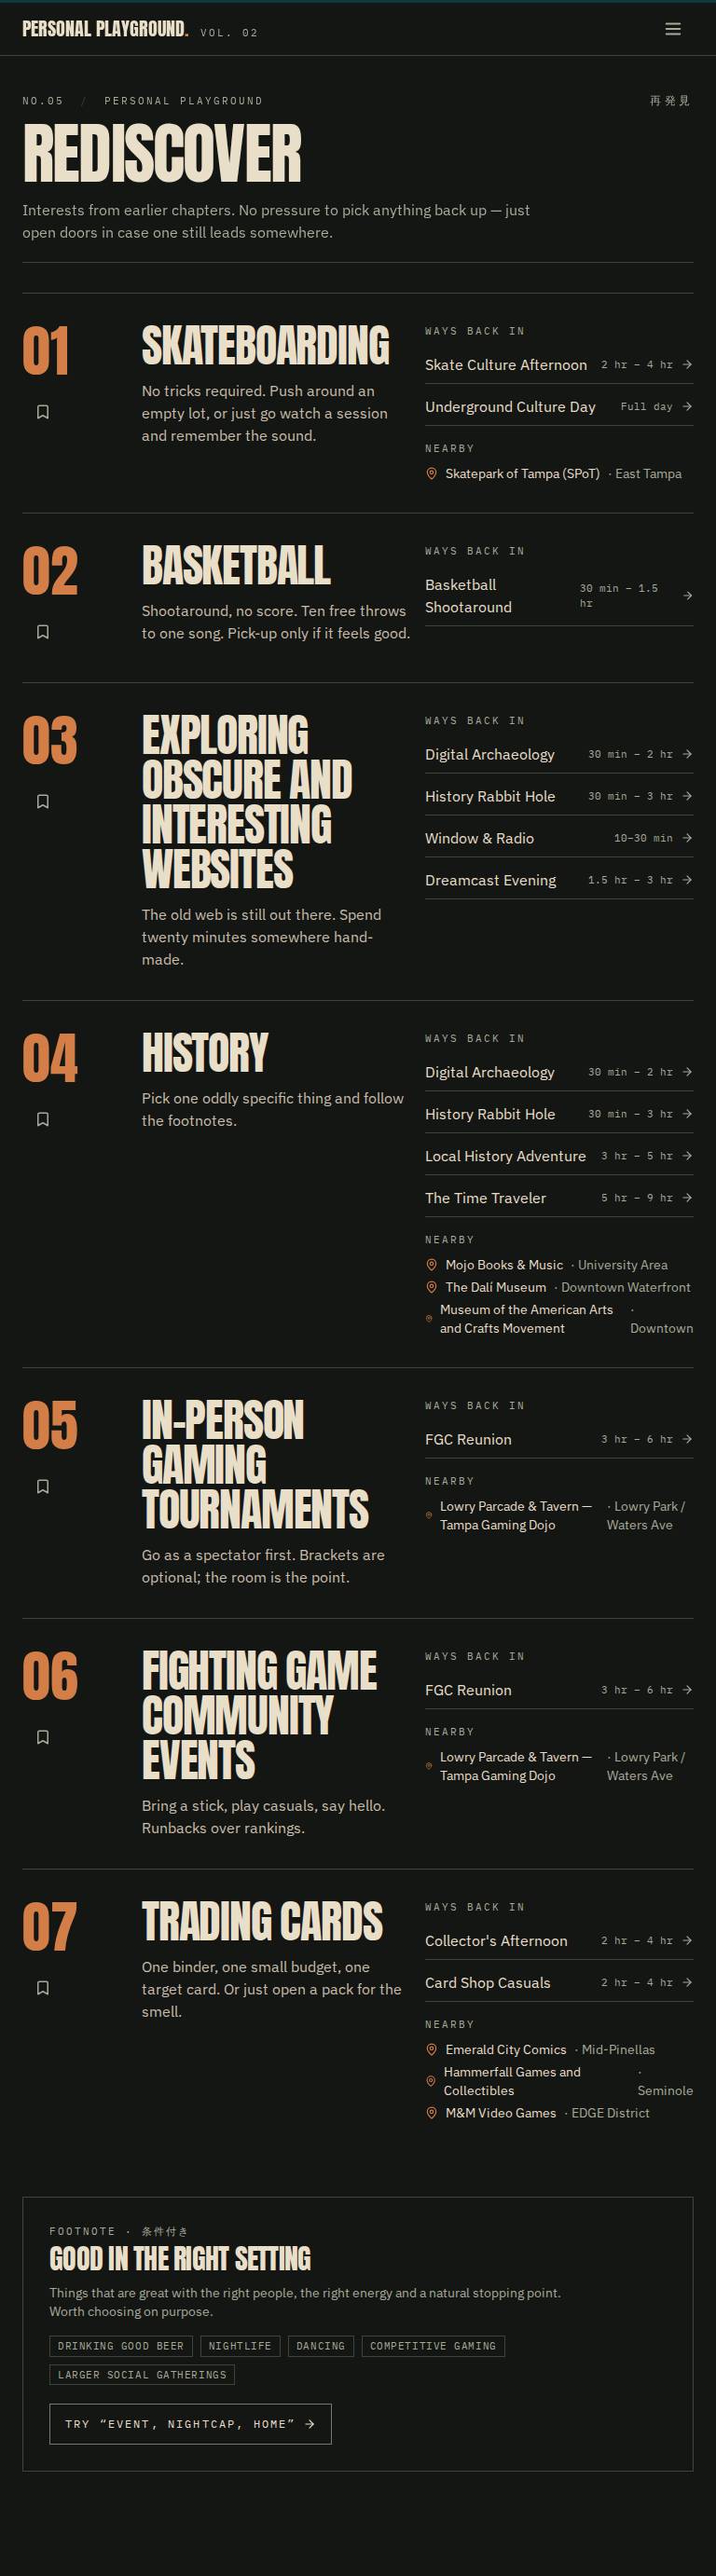 PERSONAL PLAYGROUND. VOL. 02
NO.05 / PERSONAL PLAYGROUND
再発見
REDISCOVER
Interests from earlier chapters. No pressure to pick anything back up — just
open doors in case one still leads somewhere.
01
SKATEBOARDING
No tricks required. Push around an
empty lot, or just go watch a session
and remember the sound.
WAYS BACK IN
Skate Culture Afternoon 2 hr – 4 hr →
Underground Culture Day Full day →
NEARBY
Skatepark of Tampa (SPoT) · East Tampa
02
BASKETBALL
Shootaround, no score. Ten free throws
to one song. Pick-up only if it feels good.
WAYS BACK IN
Basketball
Shootaround
30 min – 1.5
hr
→
03
EXPLORING
OBSCURE AND
INTERESTING
WEBSITES
The old web is still out there. Spend
twenty minutes somewhere hand-
made.
WAYS BACK IN
Digital Archaeology 30 min – 2 hr →
History Rabbit Hole 30 min – 3 hr →
Window & Radio 10–30 min →
Dreamcast Evening 1.5 hr – 3 hr →
04
HISTORY
Pick one oddly specific thing and follow
the footnotes.
WAYS BACK IN
Digital Archaeology 30 min – 2 hr →
History Rabbit Hole 30 min – 3 hr →
Local History Adventure 3 hr – 5 hr →
The Time Traveler 5 hr – 9 hr →
NEARBY
Mojo Books & Music · University Area
The Dalí Museum · Downtown Waterfront
Museum of the American Arts
and Crafts Movement
·
Downtown
05
IN-PERSON
GAMING
TOURNAMENTS
Go as a spectator first. Brackets are
optional; the room is the point.
WAYS BACK IN
FGC Reunion 3 hr – 6 hr →
NEARBY
Lowry Parcade & Tavern —
Tampa Gaming Dojo
· Lowry Park /
Waters Ave
06
FIGHTING GAME
COMMUNITY
EVENTS
Bring a stick, play casuals, say hello.
Runbacks over rankings.
WAYS BACK IN
FGC Reunion 3 hr – 6 hr →
NEARBY
Lowry Parcade & Tavern —
Tampa Gaming Dojo
· Lowry Park /
Waters Ave
07
TRADING CARDS
One binder, one small budget, one
target card. Or just open a pack for the
smell.
WAYS BACK IN
Collector's Afternoon 2 hr – 4 hr →
Card Shop Casuals 2 hr – 4 hr →
NEARBY
Emerald City Comics · Mid-Pinellas
Hammerfall Games and
Collectibles
·
Seminole
M&M Video Games · EDGE District
FOOTNOTE · 条件付き
GOOD IN THE RIGHT SETTING
Things that are great with the right people, the right energy and a natural stopping point.
Worth choosing on purpose.
DRINKING GOOD BEER NIGHTLIFE DANCING COMPETITIVE GAMING
LARGER SOCIAL GATHERINGS
TRY “EVENT, NIGHTCAP, HOME” →